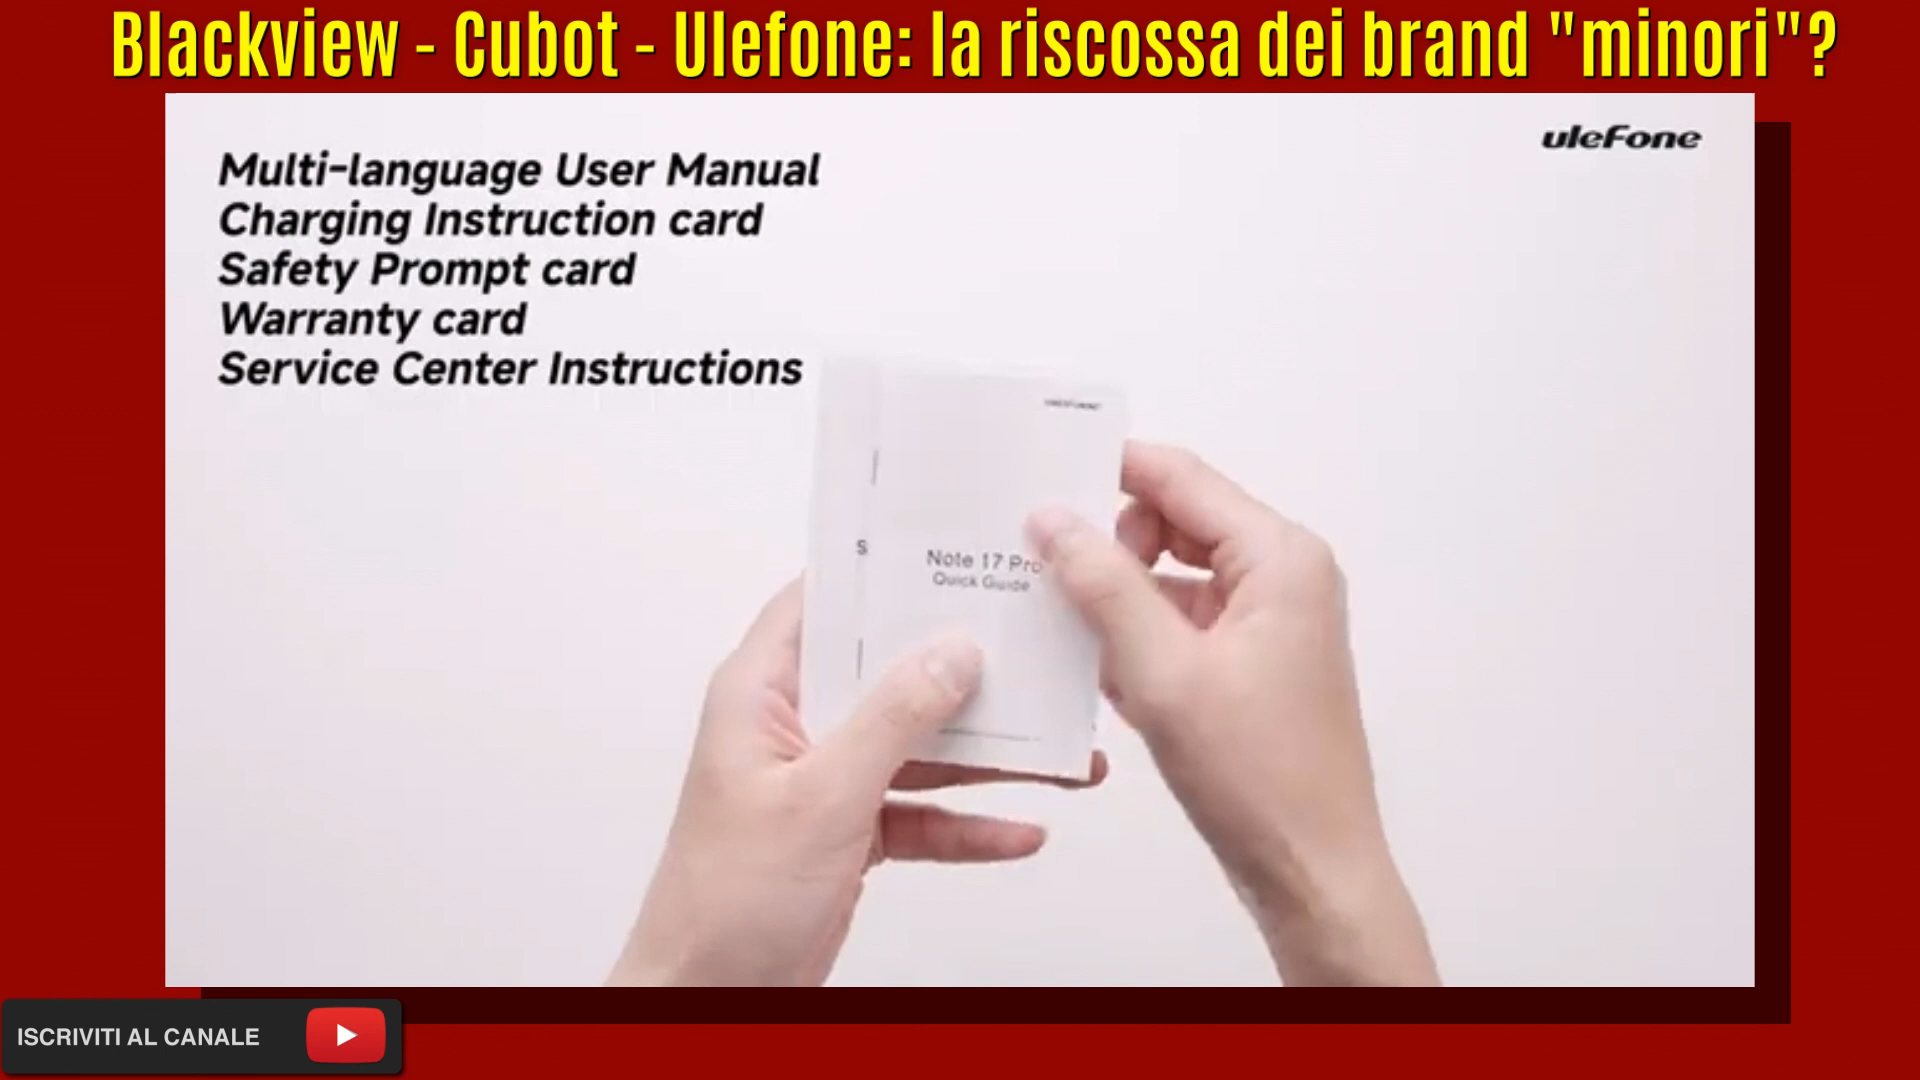 Blackview - Cubot - Ulefone: la riscossa dei brand "minori"?
uleFone
Multi-language User Manual
Charging Instruction card
Safety Prompt card
Warranty card
Service Center Instructions
S
Note 17 Pro
Quick Guide
ISCRIVITI AL CANALE